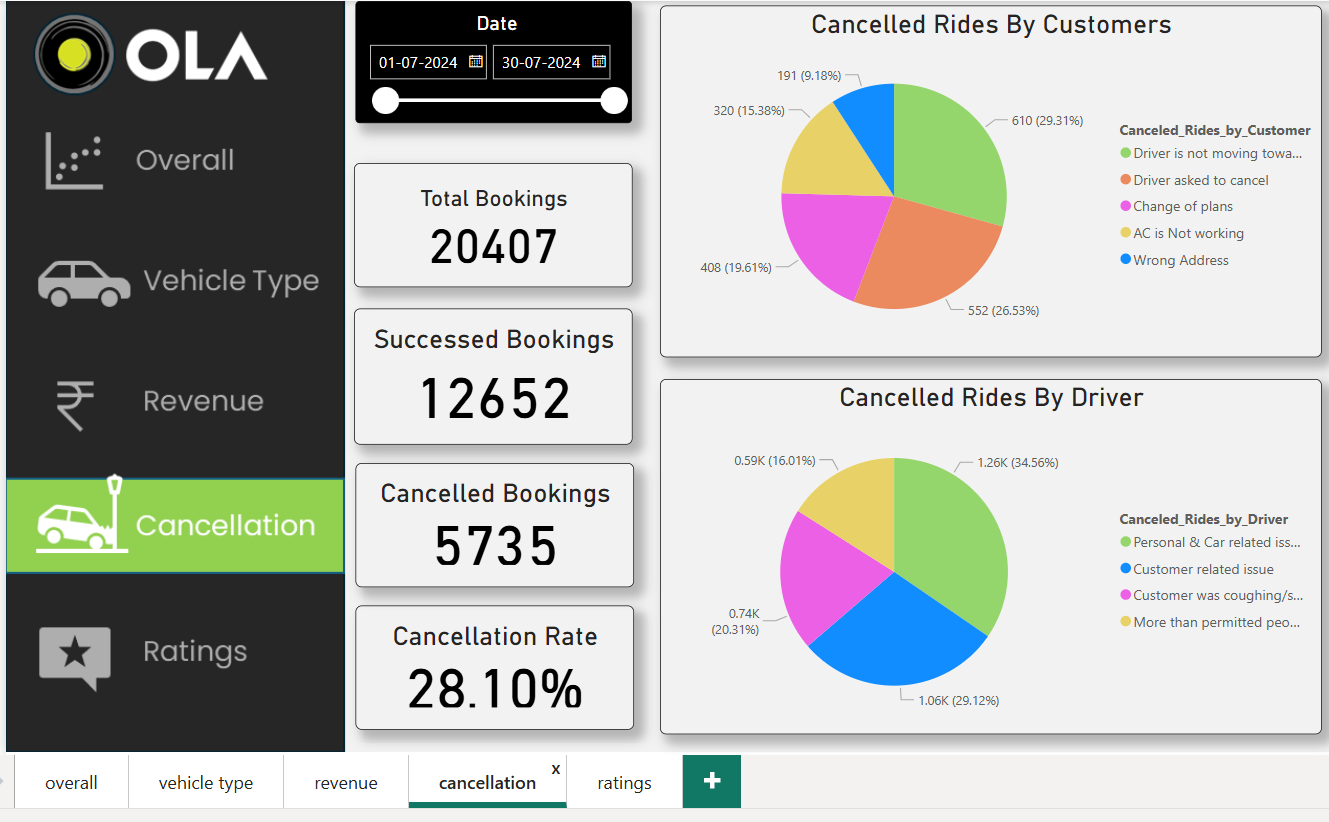 OLA
Overall
Vehicle Type
Revenue
Cancellation
Ratings
Date
01-07-2024
30-07-2024
Total Bookings
20407
Successed Bookings
12652
Cancelled Bookings
5735
Cancellation Rate
28.10%
Cancelled Rides By Customers
191 (9.18%)
320 (15.38%)
610 (29.31%)
408 (19.61%)
552 (26.53%)
Canceled_Rides_by_Customer
Driver is not moving towa...
Driver asked to cancel
Change of plans
AC is Not working
Wrong Address
Cancelled Rides By Driver
0.59K (16.01%)
1.26K (34.56%)
0.74K
(20.31%)
1.06K (29.12%)
Canceled_Rides_by_Driver
Personal & Car related iss...
Customer related issue
Customer was coughing/s...
More than permitted peo...
overall
vehicle type
revenue
cancellation
x
ratings
+